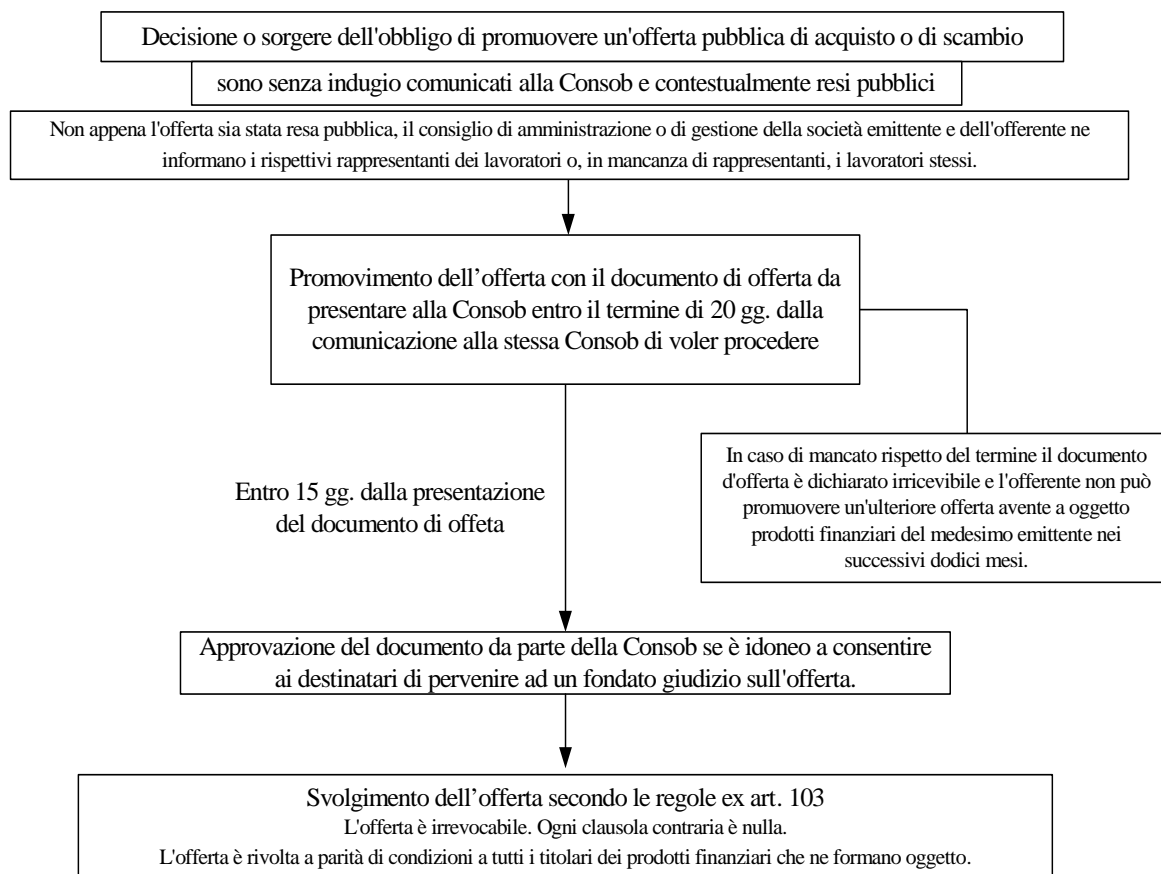 Decisione o sorgere dell'obbligo di promuovere un'offerta pubblica di acquisto o di scambio
sono senza indugio comunicati alla Consob e contestualmente resi pubblici
Non appena l'offerta sia stata resa pubblica, il consiglio di amministrazione o di gestione della società emittente e dell'offerente ne
informano i rispettivi rappresentanti dei lavoratori o, in mancanza di rappresentanti, i lavoratori stessi.
Promovimento dell'offerta con il documento di offerta da
presentare alla Consob entro il termine di 20 gg. dalla
comunicazione alla stessa Consob di voler procedere
In caso di mancato rispetto del termine il documento
d'offerta è dichiarato irricevibile e l'offerente non può
promuovere un'ulteriore offerta avente a oggetto
prodotti finanziari del medesimo emittente nei
successivi dodici mesi.
Entro 15 gg. dalla presentazione
del documento di offeta
Approvazione del documento da parte della Consob se è idoneo a consentire
ai destinatari di pervenire ad un fondato giudizio sull'offerta.
Svolgimento dell'offerta secondo le regole ex art. 103
L'offerta è irrevocabile. Ogni clausola contraria è nulla.
L'offerta è rivolta a parità di condizioni a tutti i titolari dei prodotti finanziari che ne formano oggetto.